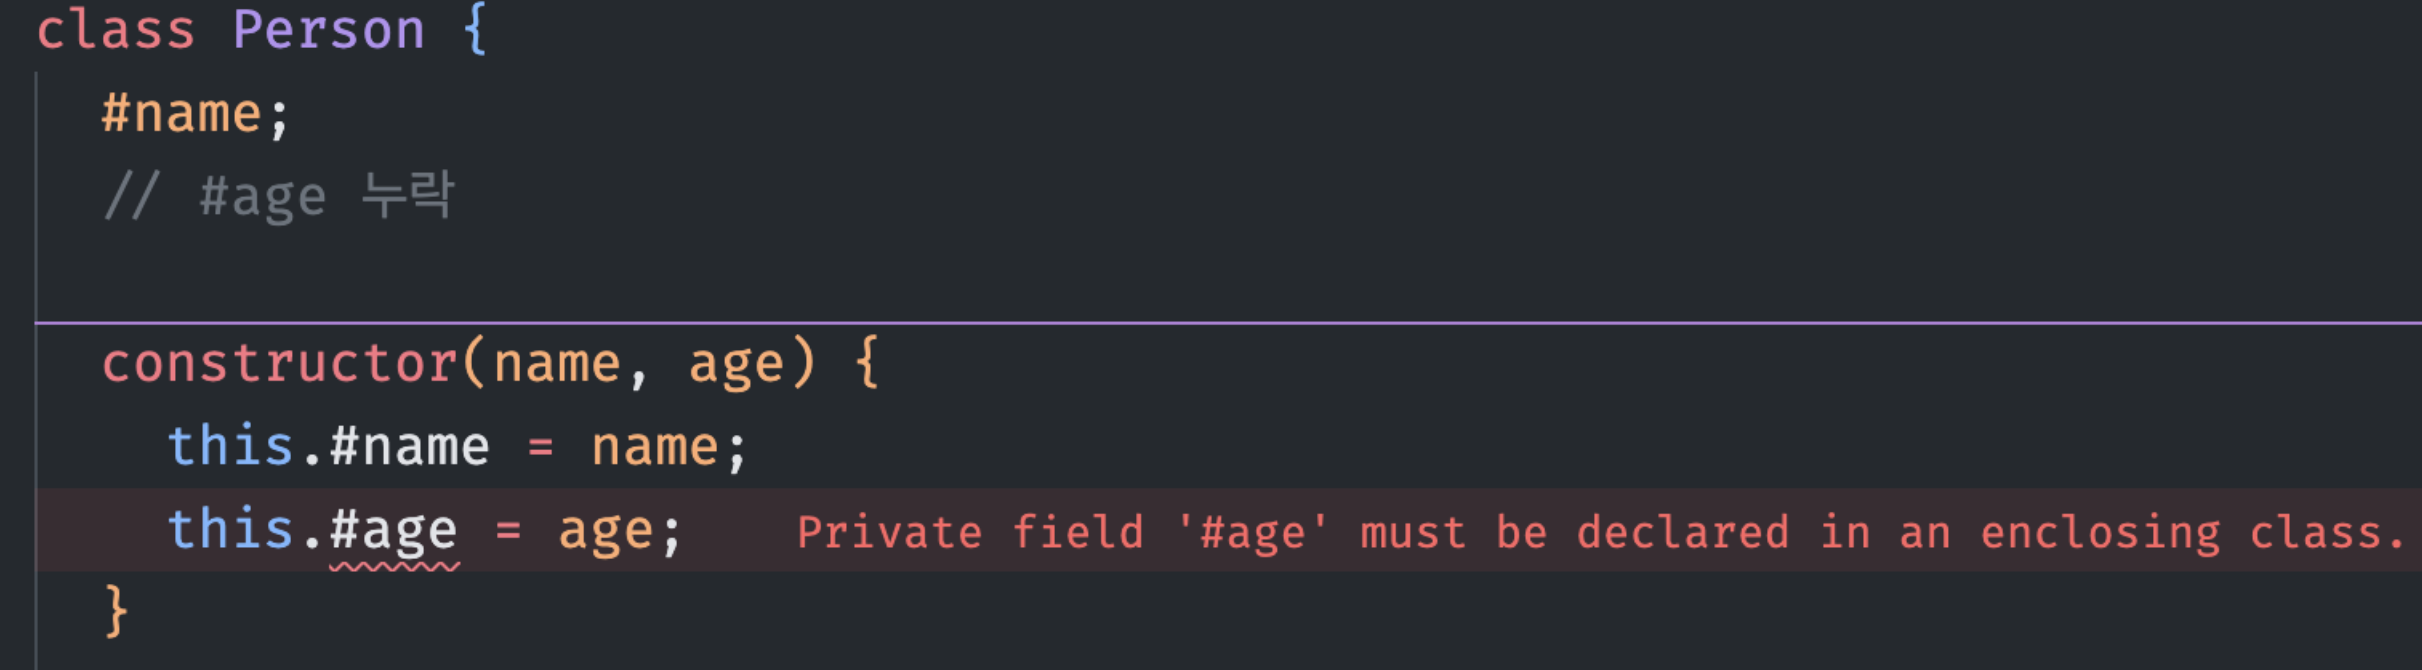 class Person {
#name;
// #age 누락
constructor(name, age) {
this.#name = name;
this.#age = age; Private field '#age' must be declared in an enclosing class.
}